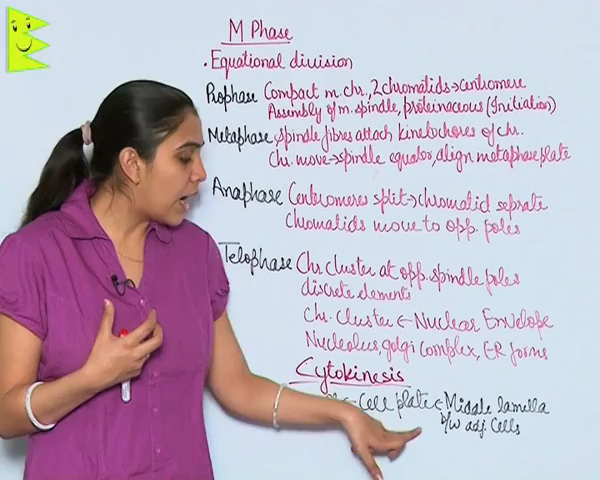 M Phase
. Equational division
Prophase Compact m. chr., 2 chromatids → centromere
Assembly of m. spindle, proteinaceous (Initiation)
Metaphase, spindle fibres attach kinetochores of chr.
Chr. move → spindle equator, align metaphase plate
Anaphase Centromeres split → chromatid seprate
Chromatids move to opp. poles
Telophase Chr cluster at opp. spindle poles
discrete elements
Chr. cluster ← Nuclear Envelope
Nucleolus, golgi complex, ER forms
Cytokinesis
← Cell plate ← Middle lamella
b/w adj. Cells